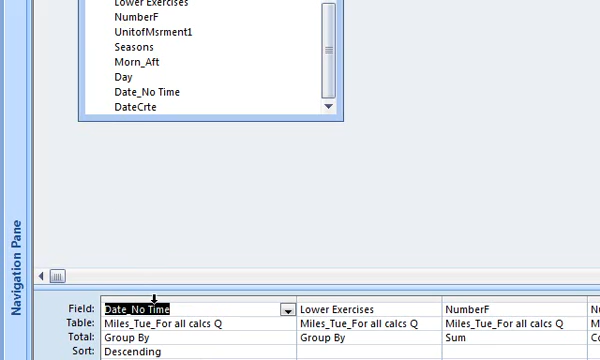 Lower Exercises
NumberF
UnitofMsrment1
Seasons
Morn_Aft
Day
Date_No Time
DateCrte
Navigation Pane
Field: Date_No Time Lower Exercises NumberF
Table: Miles_Tue_For all calcs Q Miles_Tue_For all calcs Q Miles_Tue_For all calcs Q
Total: Group By Group By Sum
Sort: Descending